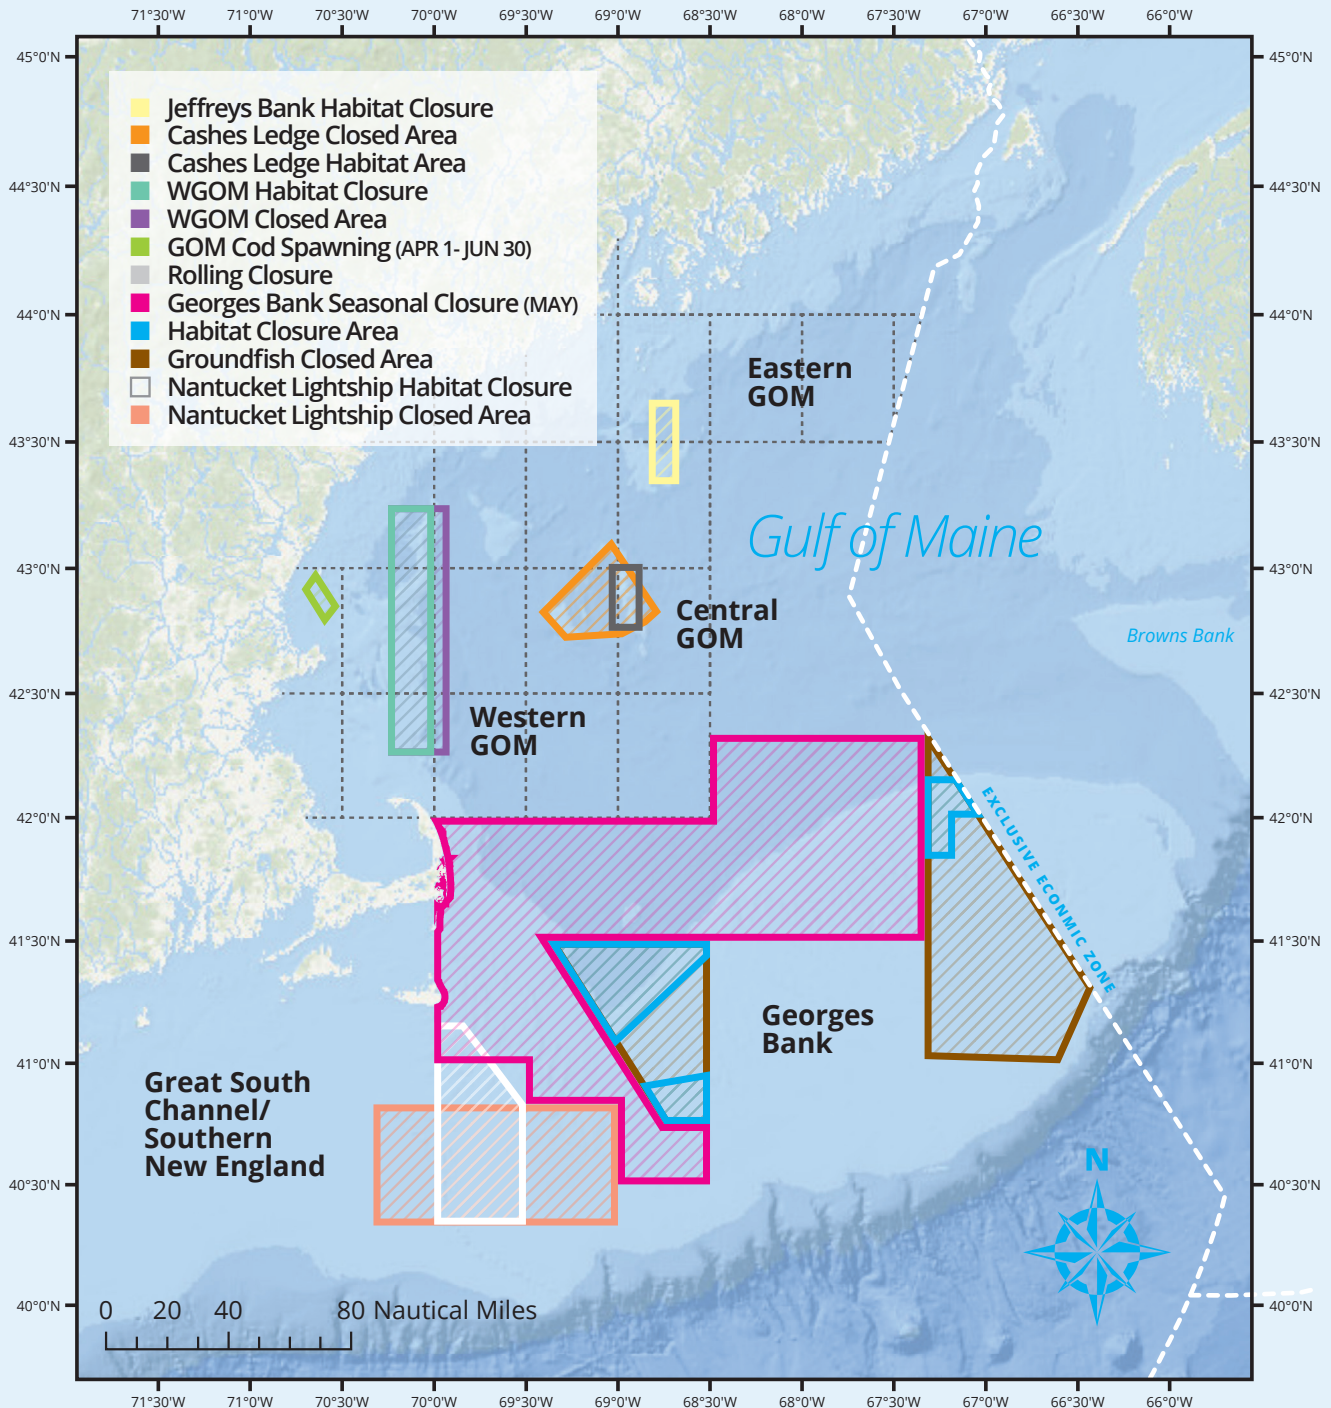 71°30'W 71°0'W 70°30'W 70°0'W 69°30'W 69°0'W 68°30'W 68°0'W 67°30'W 67°0'W 66°30'W 66°0'W
45°0'N 45°0'N
Jeffreys Bank Habitat Closure
Cashes Ledge Closed Area
Cashes Ledge Habitat Area
44°30'N 44°30'N
WGOM Habitat Closure
WGOM Closed Area
GOM Cod Spawning (APR 1- JUN 30)
Rolling Closure
Georges Bank Seasonal Closure (MAY)
44°0'N 44°0'N
Habitat Closure Area
Groundfish Closed Area
Nantucket Lightship Habitat Closure
Nantucket Lightship Closed Area
Eastern
GOM
43°30'N 43°30'N
Gulf of Maine
43°0'N 43°0'N
Central
GOM
Browns Bank
42°30'N 42°30'N
Western
GOM
42°0'N 42°0'N
EXCLUSIVE ECONMIC ZONE
41°30'N 41°30'N
Georges
Bank
41°0'N 41°0'N
Great South
Channel/
Southern
New England
N
40°30'N 40°30'N
40°0'N 40°0'N
0 20 40 80 Nautical Miles
71°30'W 71°0'W 70°30'W 70°0'W 69°30'W 69°0'W 68°30'W 68°0'W 67°30'W 67°0'W 66°30'W 66°0'W